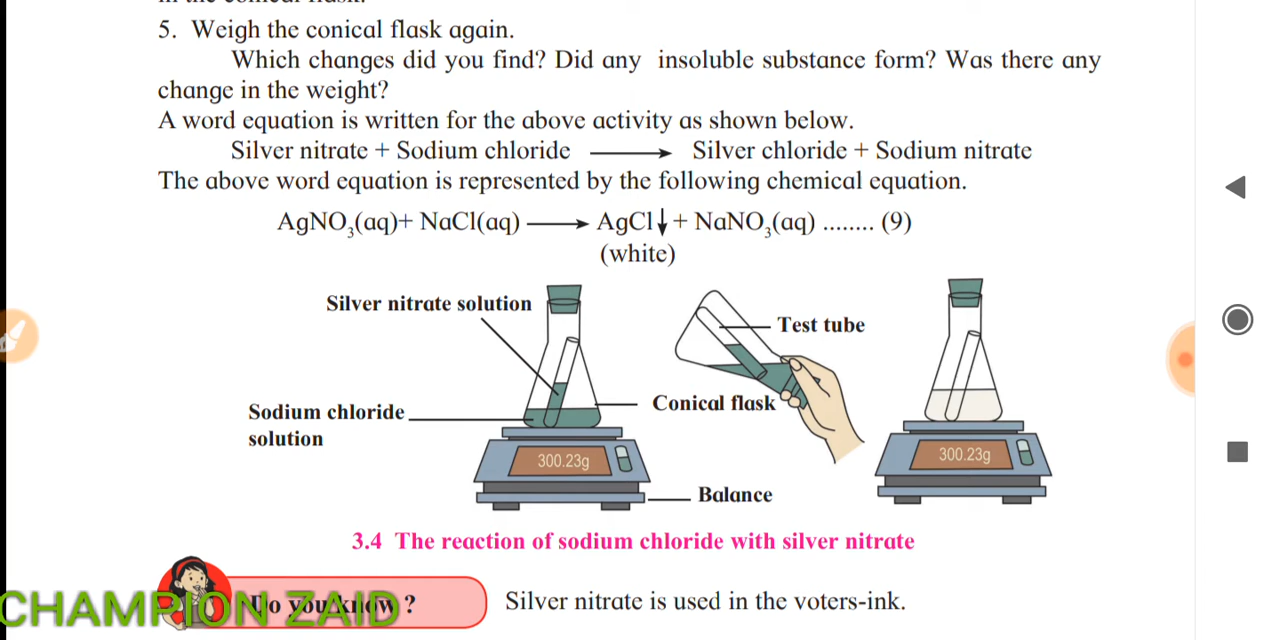 5. Weigh the conical flask again.
Which changes did you find? Did any insoluble substance form? Was there any
change in the weight?
A word equation is written for the above activity as shown below.
Silver nitrate + Sodium chloride ⟶ Silver chloride + Sodium nitrate
The above word equation is represented by the following chemical equation.
AgNO₃(aq)+ NaCl(aq) ⟶ AgCl↓ + NaNO₃(aq) ........ (9)
(white)
Silver nitrate solution
Test tube
Conical flask
Sodium chloride
solution
300.23g
300.23g
Balance
3.4 The reaction of sodium chloride with silver nitrate
Do you know ?
Silver nitrate is used in the voters-ink.
CHAMPION ZAID